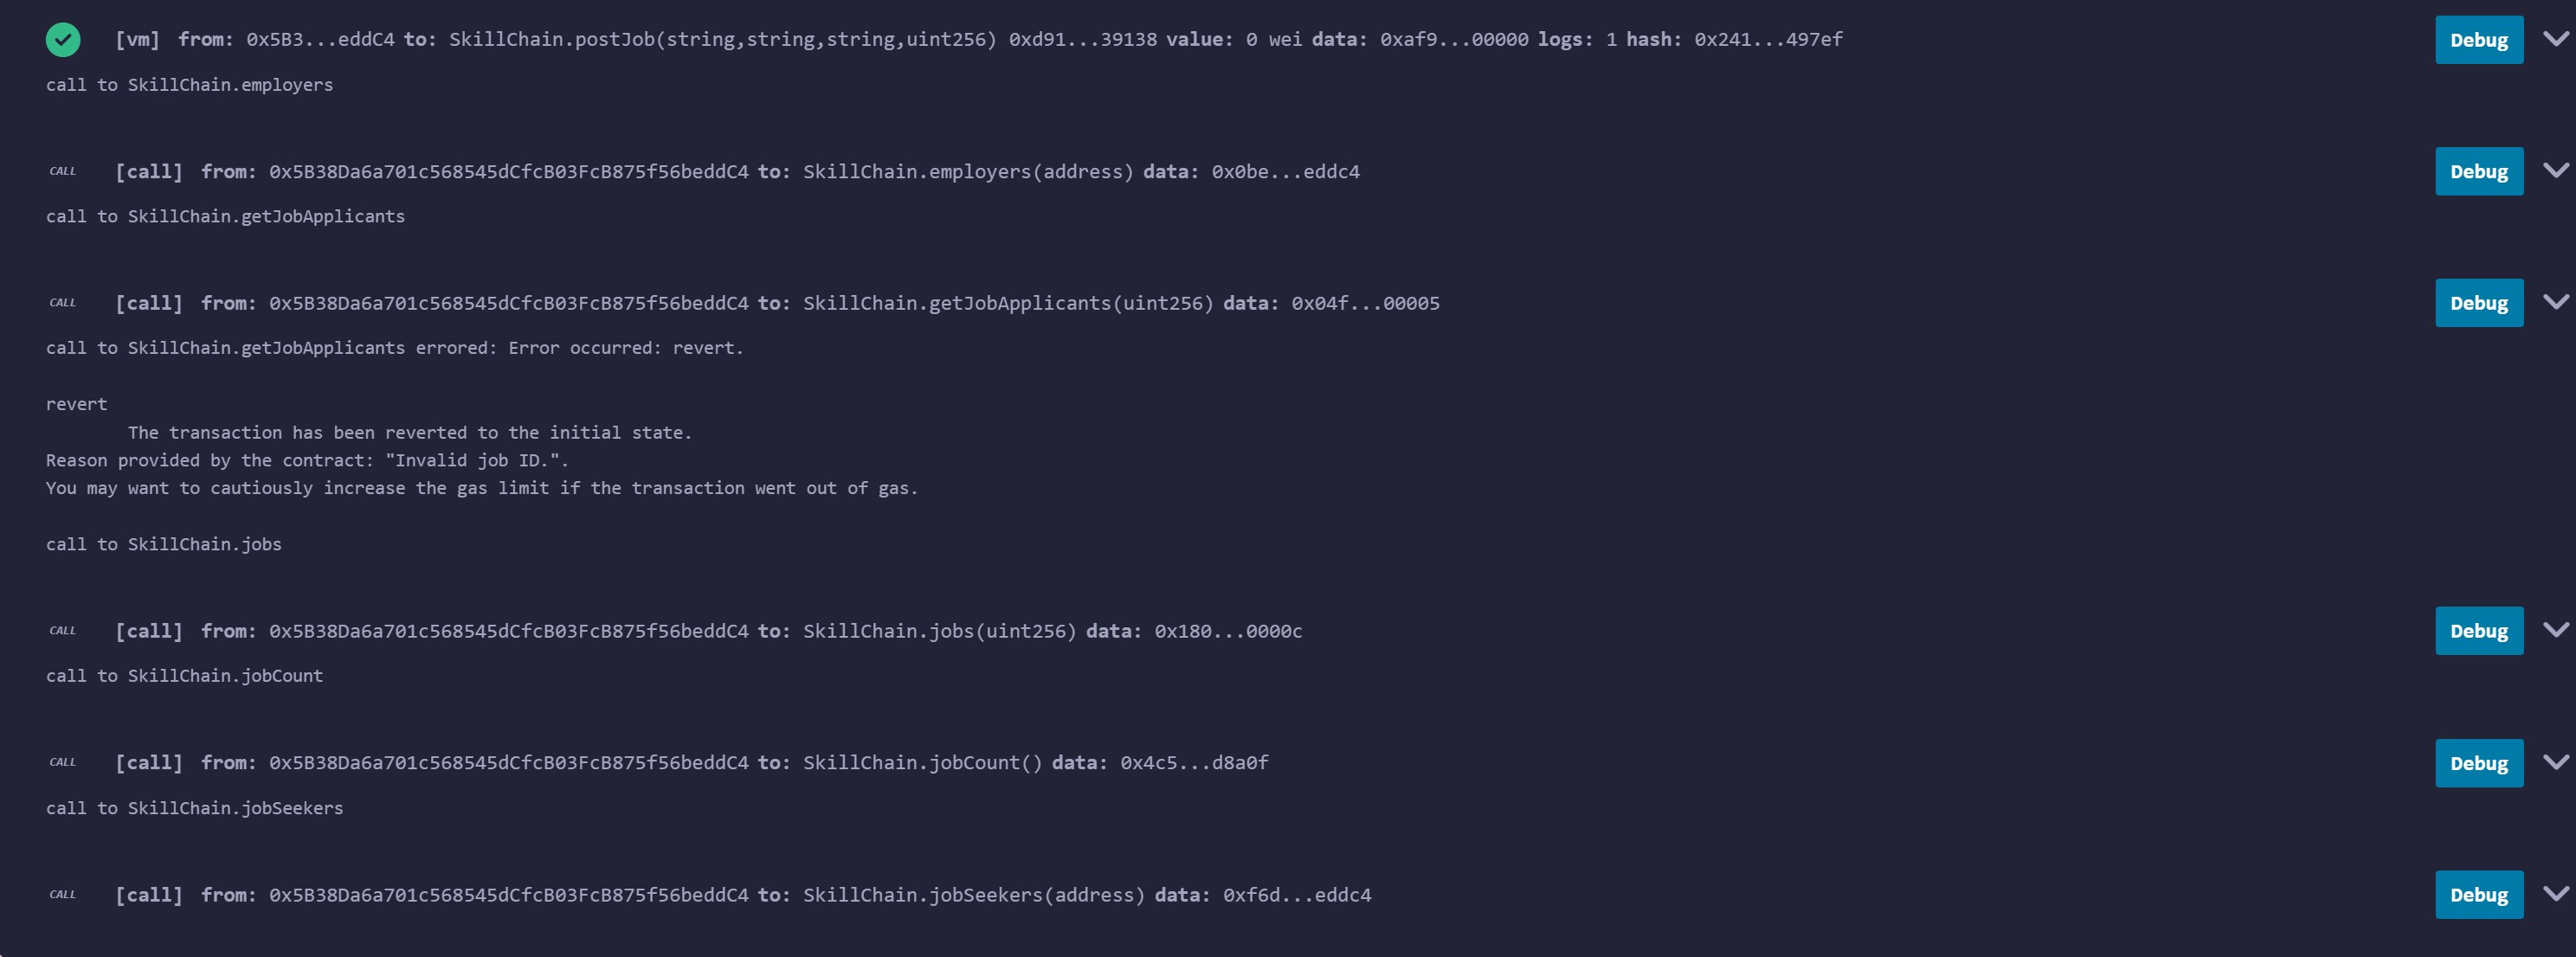 [vm] from: 0x5B3...eddC4 to: SkillChain.postJob(string,string,string,uint256) 0xd91...39138 value: 0 wei data: 0xaf9...00000 logs: 1 hash: 0x241...497ef Debug
call to SkillChain.employers
CALL [call] from: 0x5B38Da6a701c568545dCfcB03FcB875f56beddC4 to: SkillChain.employers(address) data: 0x0be...eddc4 Debug
call to SkillChain.getJobApplicants
CALL [call] from: 0x5B38Da6a701c568545dCfcB03FcB875f56beddC4 to: SkillChain.getJobApplicants(uint256) data: 0x04f...00005 Debug
call to SkillChain.getJobApplicants errored: Error occurred: revert.
revert
The transaction has been reverted to the initial state.
Reason provided by the contract: "Invalid job ID.".
You may want to cautiously increase the gas limit if the transaction went out of gas.
call to SkillChain.jobs
CALL [call] from: 0x5B38Da6a701c568545dCfcB03FcB875f56beddC4 to: SkillChain.jobs(uint256) data: 0x180...0000c Debug
call to SkillChain.jobCount
CALL [call] from: 0x5B38Da6a701c568545dCfcB03FcB875f56beddC4 to: SkillChain.jobCount() data: 0x4c5...d8a0f Debug
call to SkillChain.jobSeekers
CALL [call] from: 0x5B38Da6a701c568545dCfcB03FcB875f56beddC4 to: SkillChain.jobSeekers(address) data: 0xf6d...eddc4 Debug